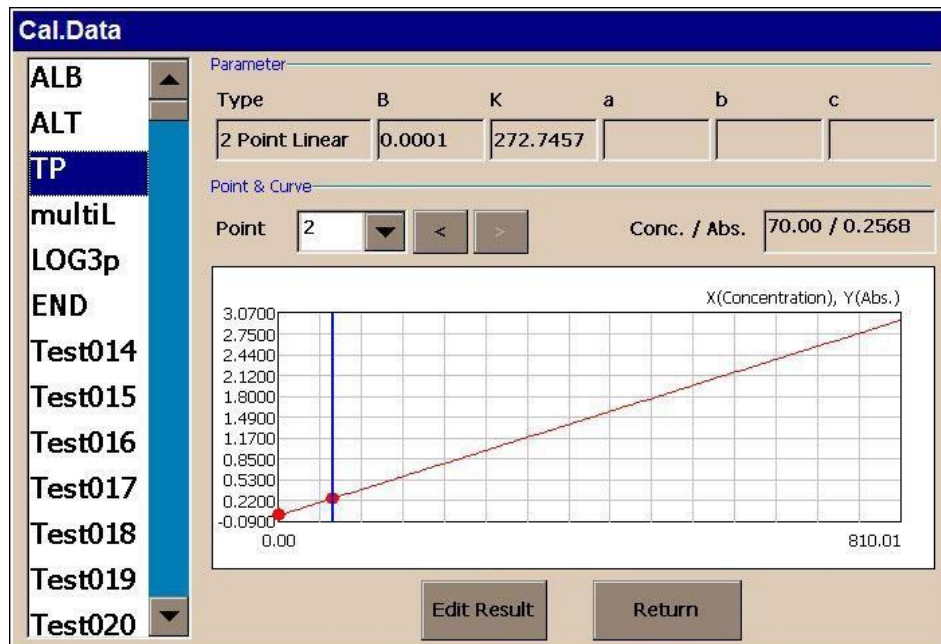 Cal.Data
ALB
ALT
TP
multiL
LOG3p
END
Test014
Test015
Test016
Test017
Test018
Test019
Test020
Parameter
Type B K a b c
2 Point Linear 0.0001 272.7457
Point & Curve
Point 2 < > Conc. / Abs. 70.00 / 0.2568
X(Concentration), Y(Abs.)
3.0700
2.7500
2.4400
2.1200
1.8000
1.4900
1.1700
0.8500
0.5300
0.2200
-0.0900
0.00 810.01
Edit Result Return